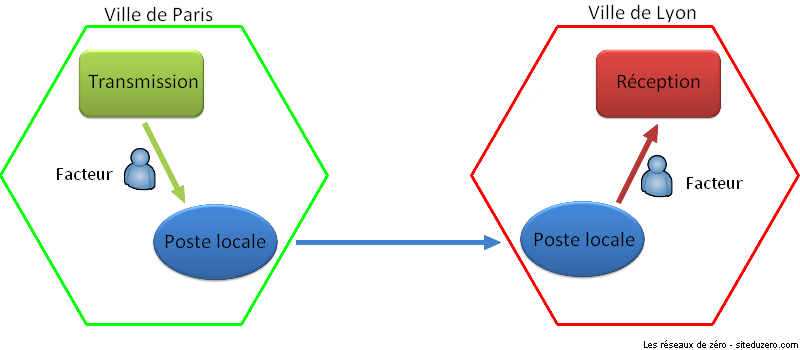 Ville de Paris
Ville de Lyon
Transmission
Réception
Facteur
Facteur
Poste locale
Poste locale
Les réseaux de zéro - siteduzero.com